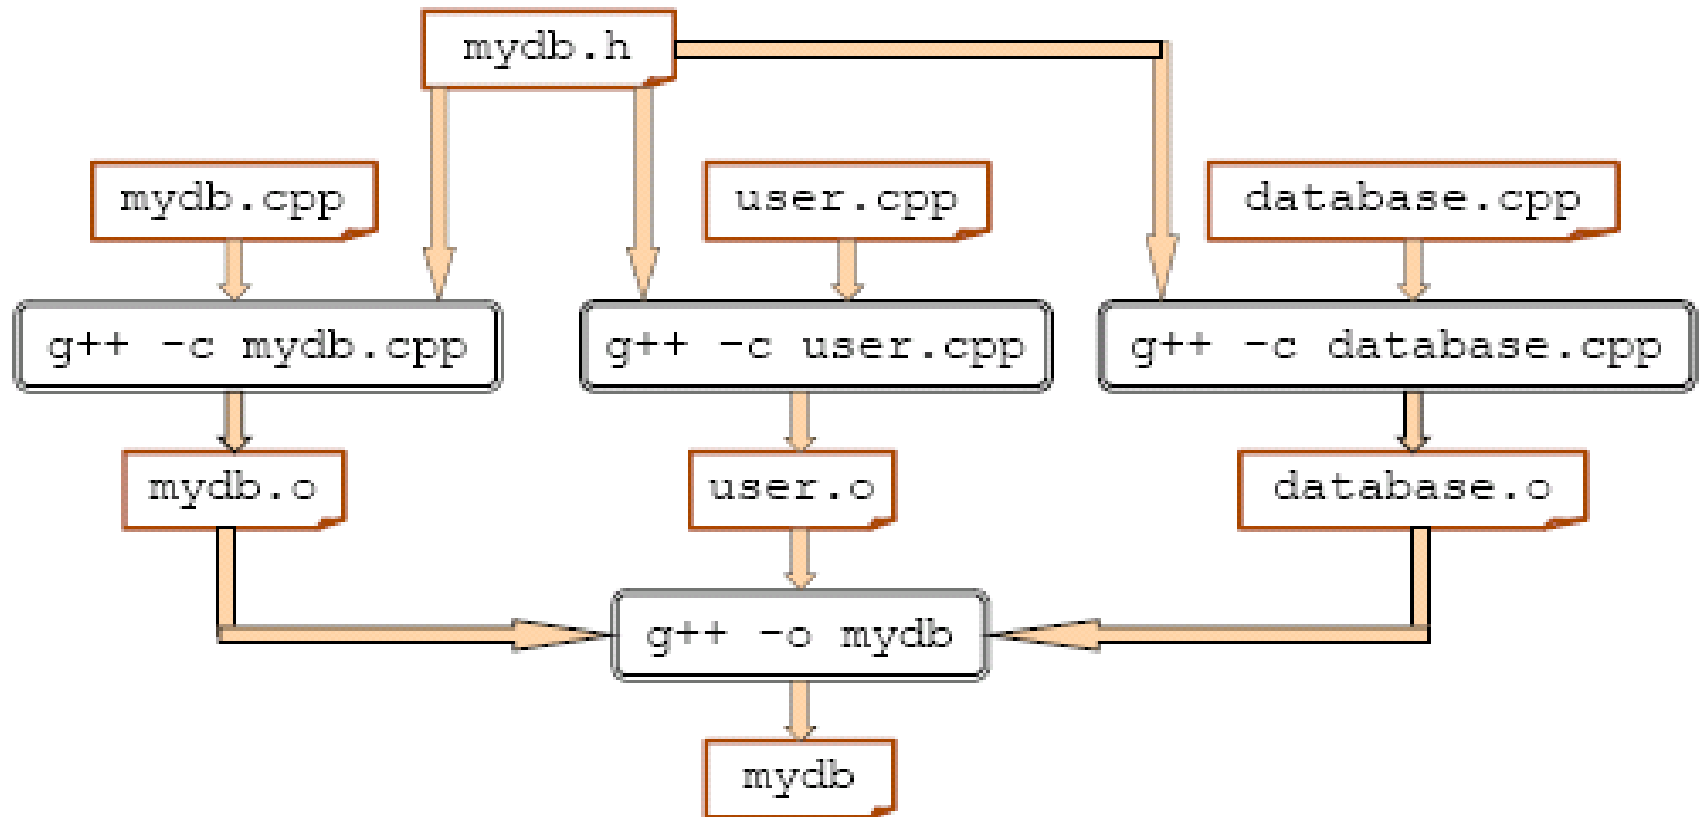 mydb.h
mydb.cpp
user.cpp
database.cpp
g++ -c mydb.cpp
g++ -c user.cpp
g++ -c database.cpp
mydb.o
user.o
database.o
g++ -o mydb
mydb